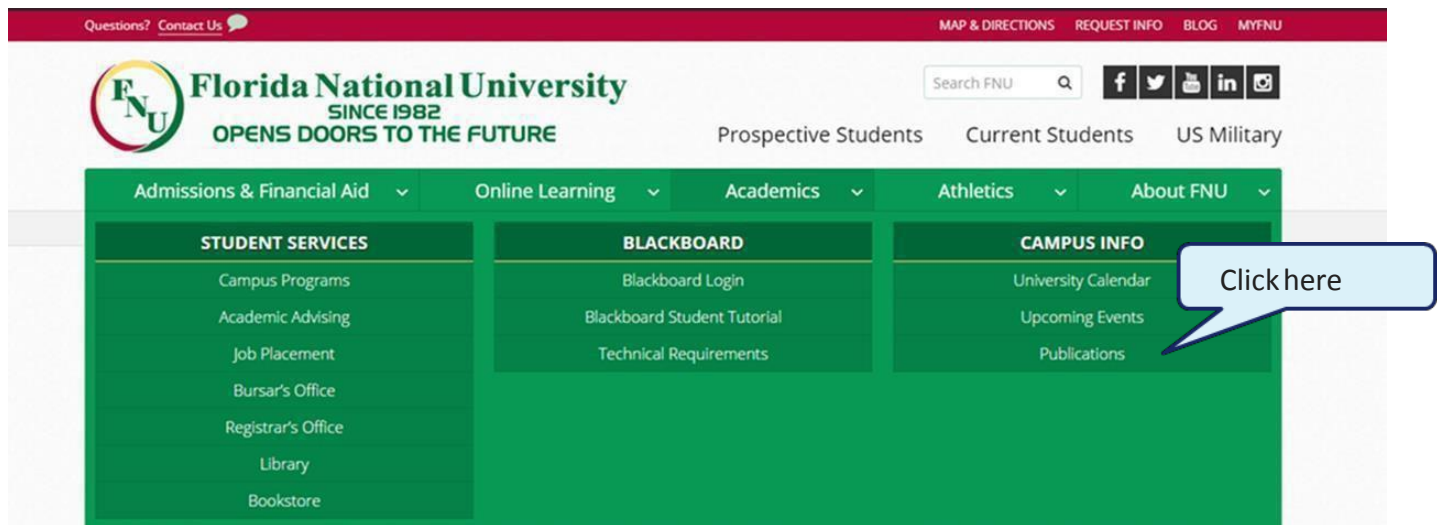 Questions? Contact Us
MAP & DIRECTIONS REQUEST INFO BLOG MYFNU
FNU
Florida National University
SINCE 1982
OPENS DOORS TO THE FUTURE
Search FNU
Prospective Students Current Students US Military
Admissions & Financial Aid Online Learning Academics Athletics About FNU
STUDENT SERVICES
Campus Programs
Academic Advising
Job Placement
Bursar's Office
Registrar's Office
Library
Bookstore
BLACKBOARD
Blackboard Login
Blackboard Student Tutorial
Technical Requirements
CAMPUS INFO
University Calendar
Upcoming Events
Publications
Click here